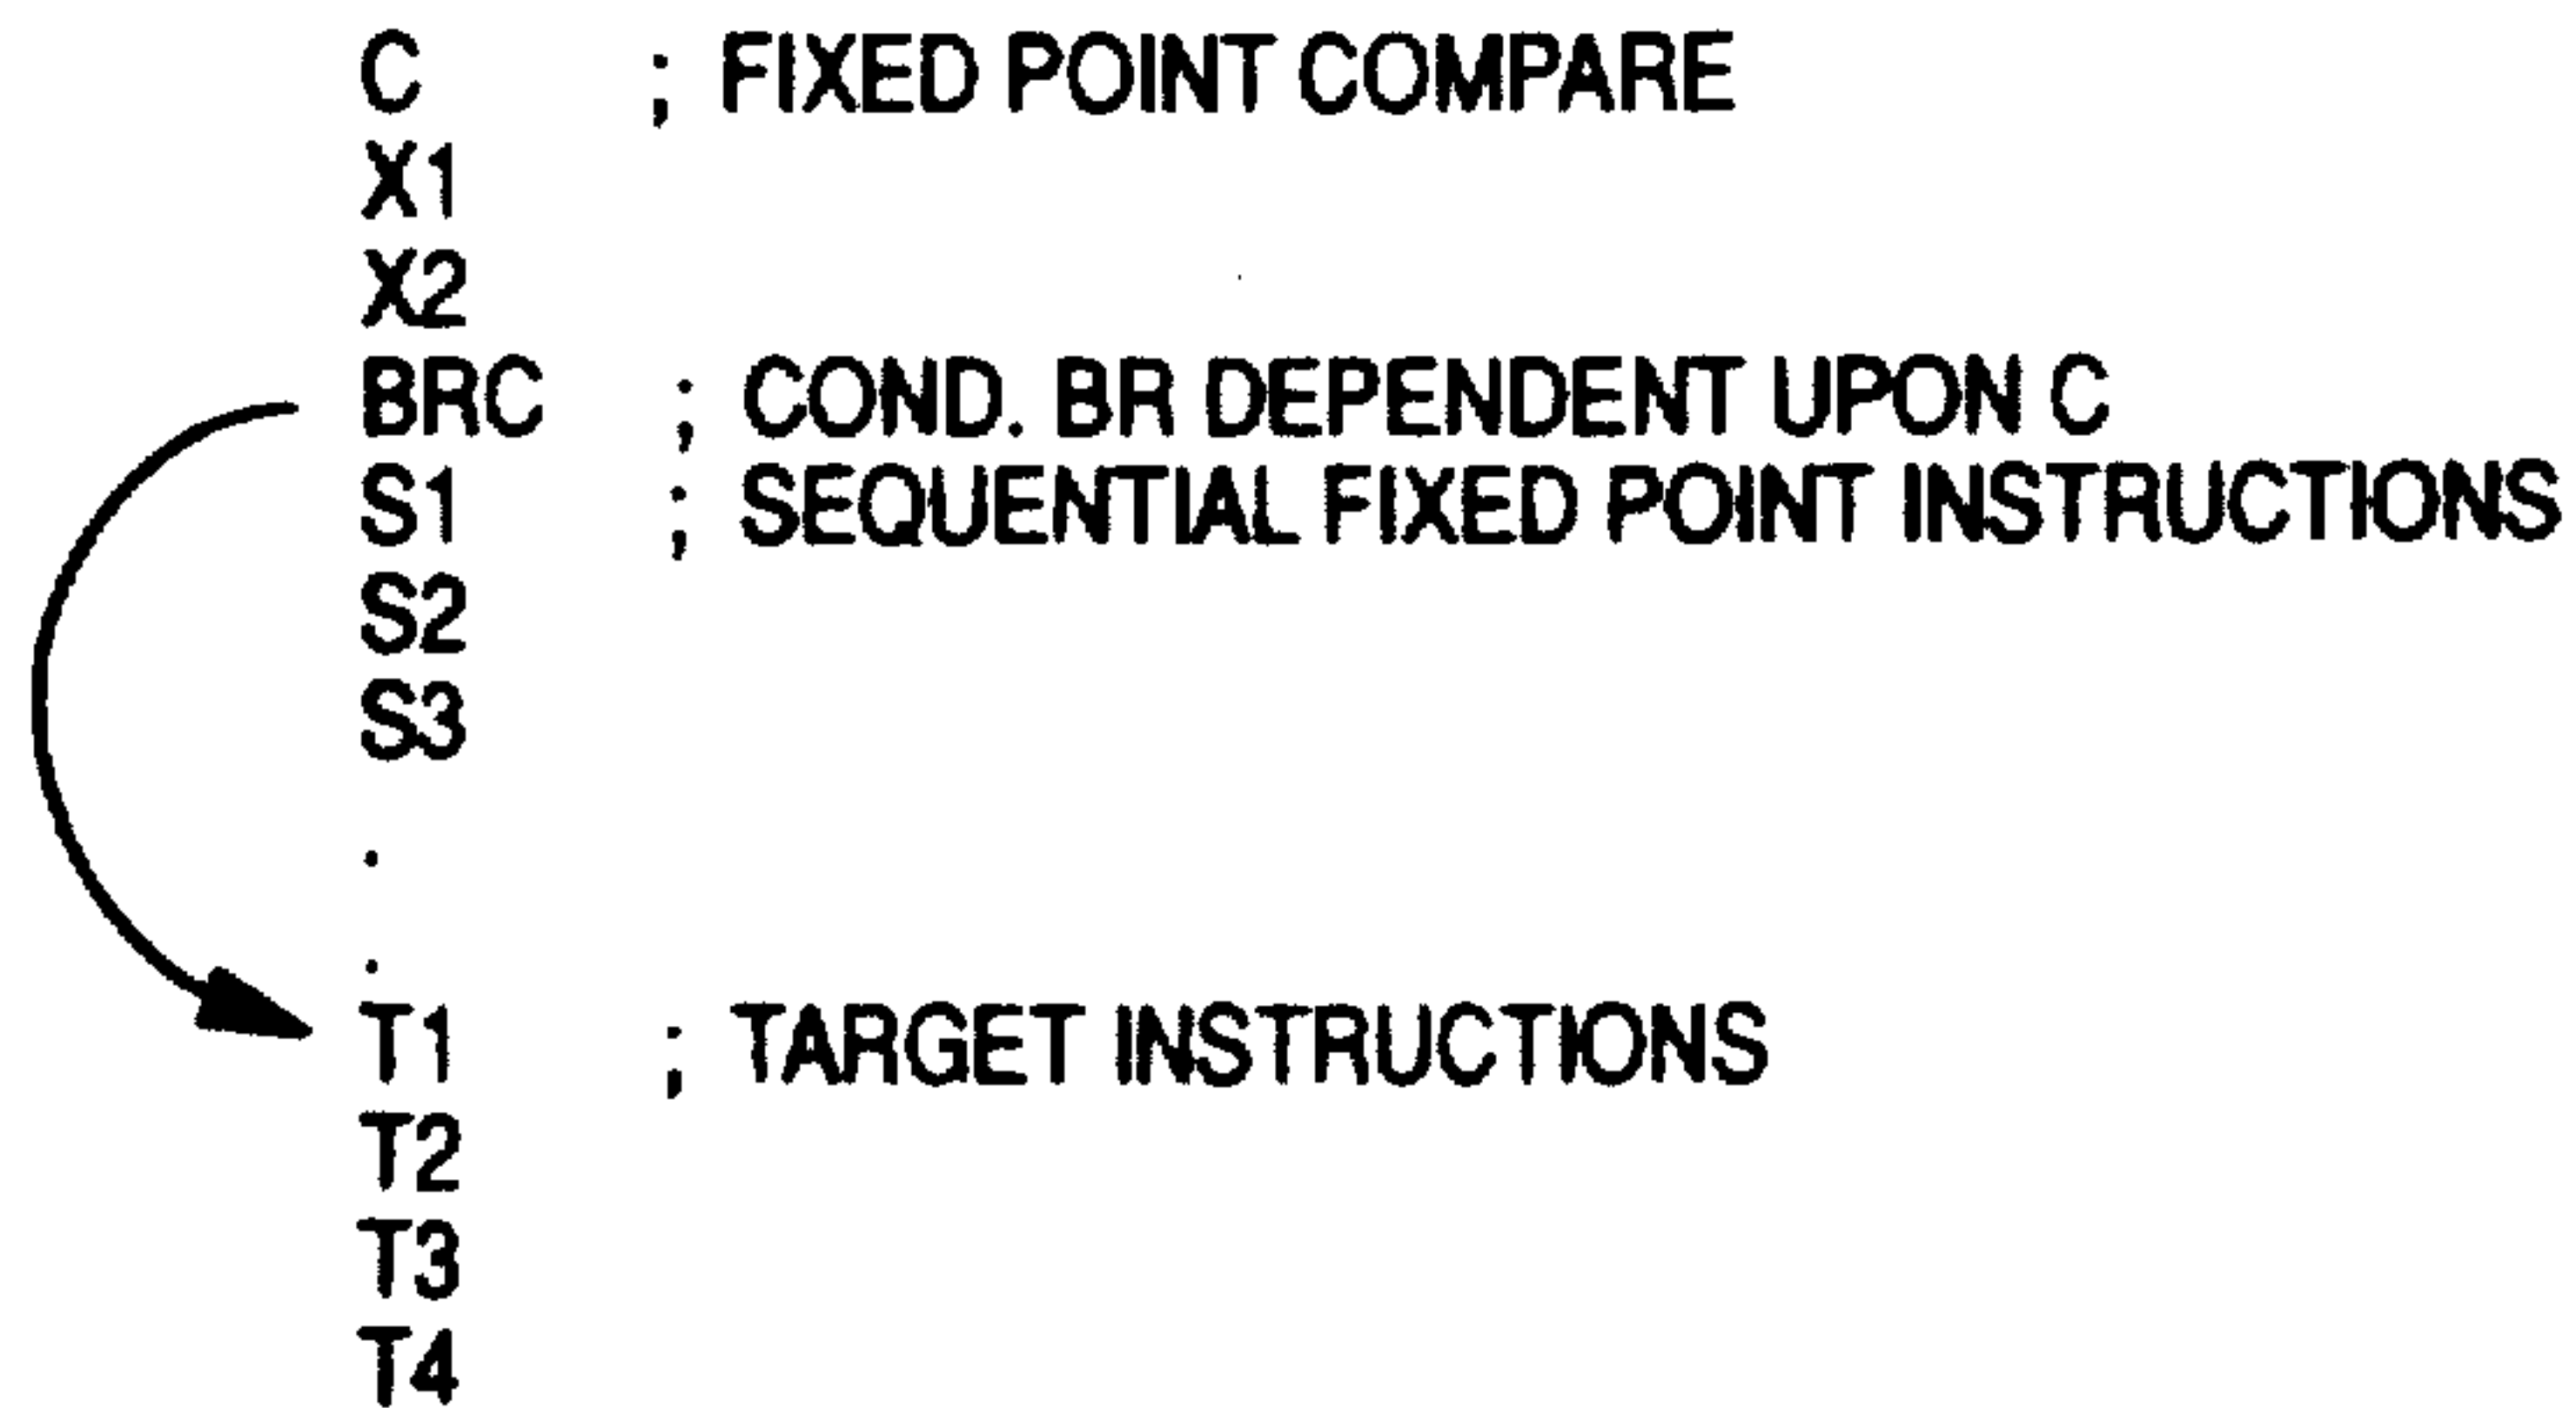 C ; FIXED POINT COMPARE
X1
X2
BRC ; COND. BR DEPENDENT UPON C
S1 ; SEQUENTIAL FIXED POINT INSTRUCTIONS
S2
S3
.
.
T1 ; TARGET INSTRUCTIONS
T2
T3
T4